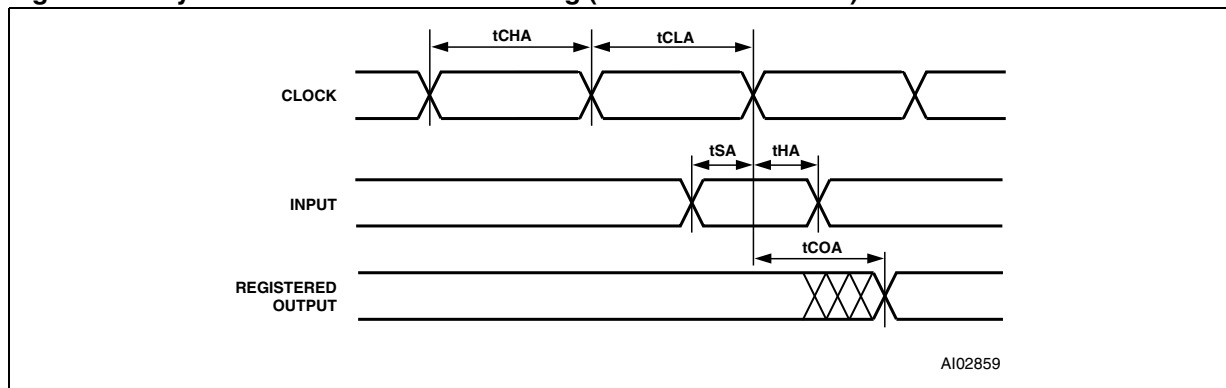 tCHA
tCLA
CLOCK
tSA
tHA
INPUT
tCOA
REGISTERED
OUTPUT
AI02859